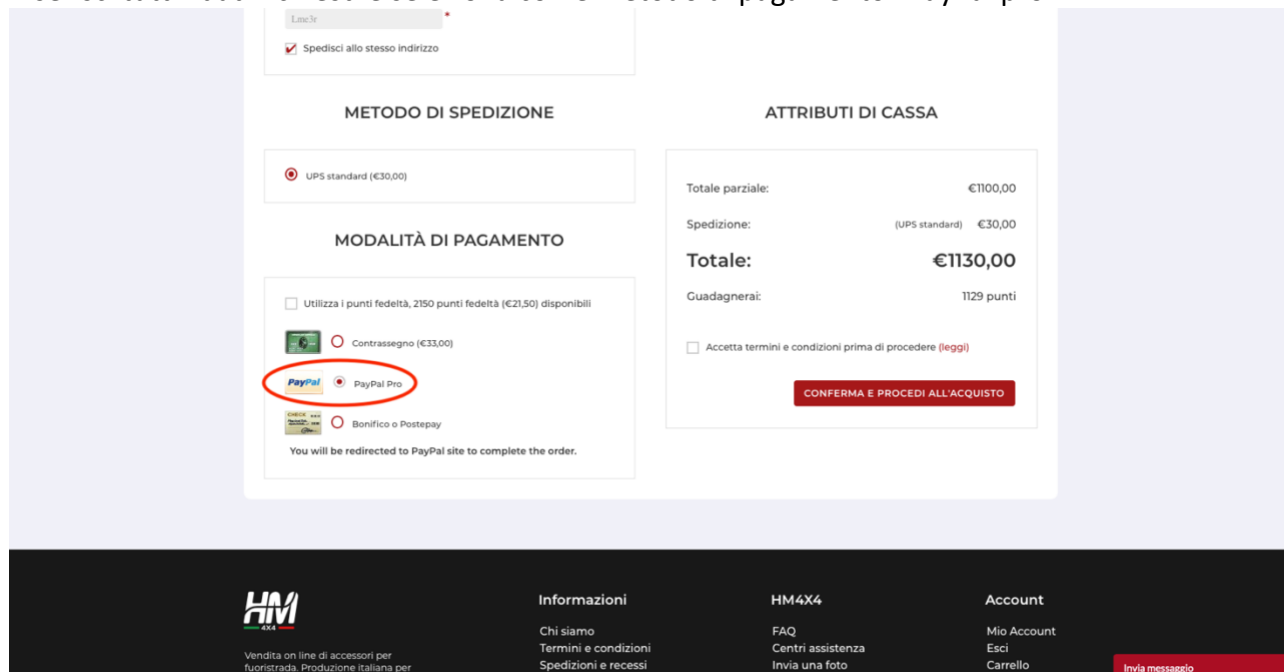 Lme3r *
Spedisci allo stesso indirizzo
METODO DI SPEDIZIONE
UPS standard (€30,00)
MODALITÀ DI PAGAMENTO
Utilizza i punti fedeltà, 2150 punti fedeltà (€21,50) disponibili
Contrassegno (€33,00)
PayPal PayPal Pro
CHECK
Bonifico o Postepay
You will be redirected to PayPal site to complete the order.
ATTRIBUTI DI CASSA
Totale parziale: €1100,00
Spedizione: (UPS standard) €30,00
Totale: €1130,00
Guadagnerai: 1129 punti
Accetta termini e condizioni prima di procedere (leggi)
CONFERMA E PROCEDI ALL'ACQUISTO
HM
4X4
Vendita on line di accessori per
fuoristrada. Produzione italiana per
Informazioni
Chi siamo
Termini e condizioni
Spedizioni e recessi
HM4X4
FAQ
Centri assistenza
Invia una foto
Account
Mio Account
Esci
Carrello
Invia messaggio